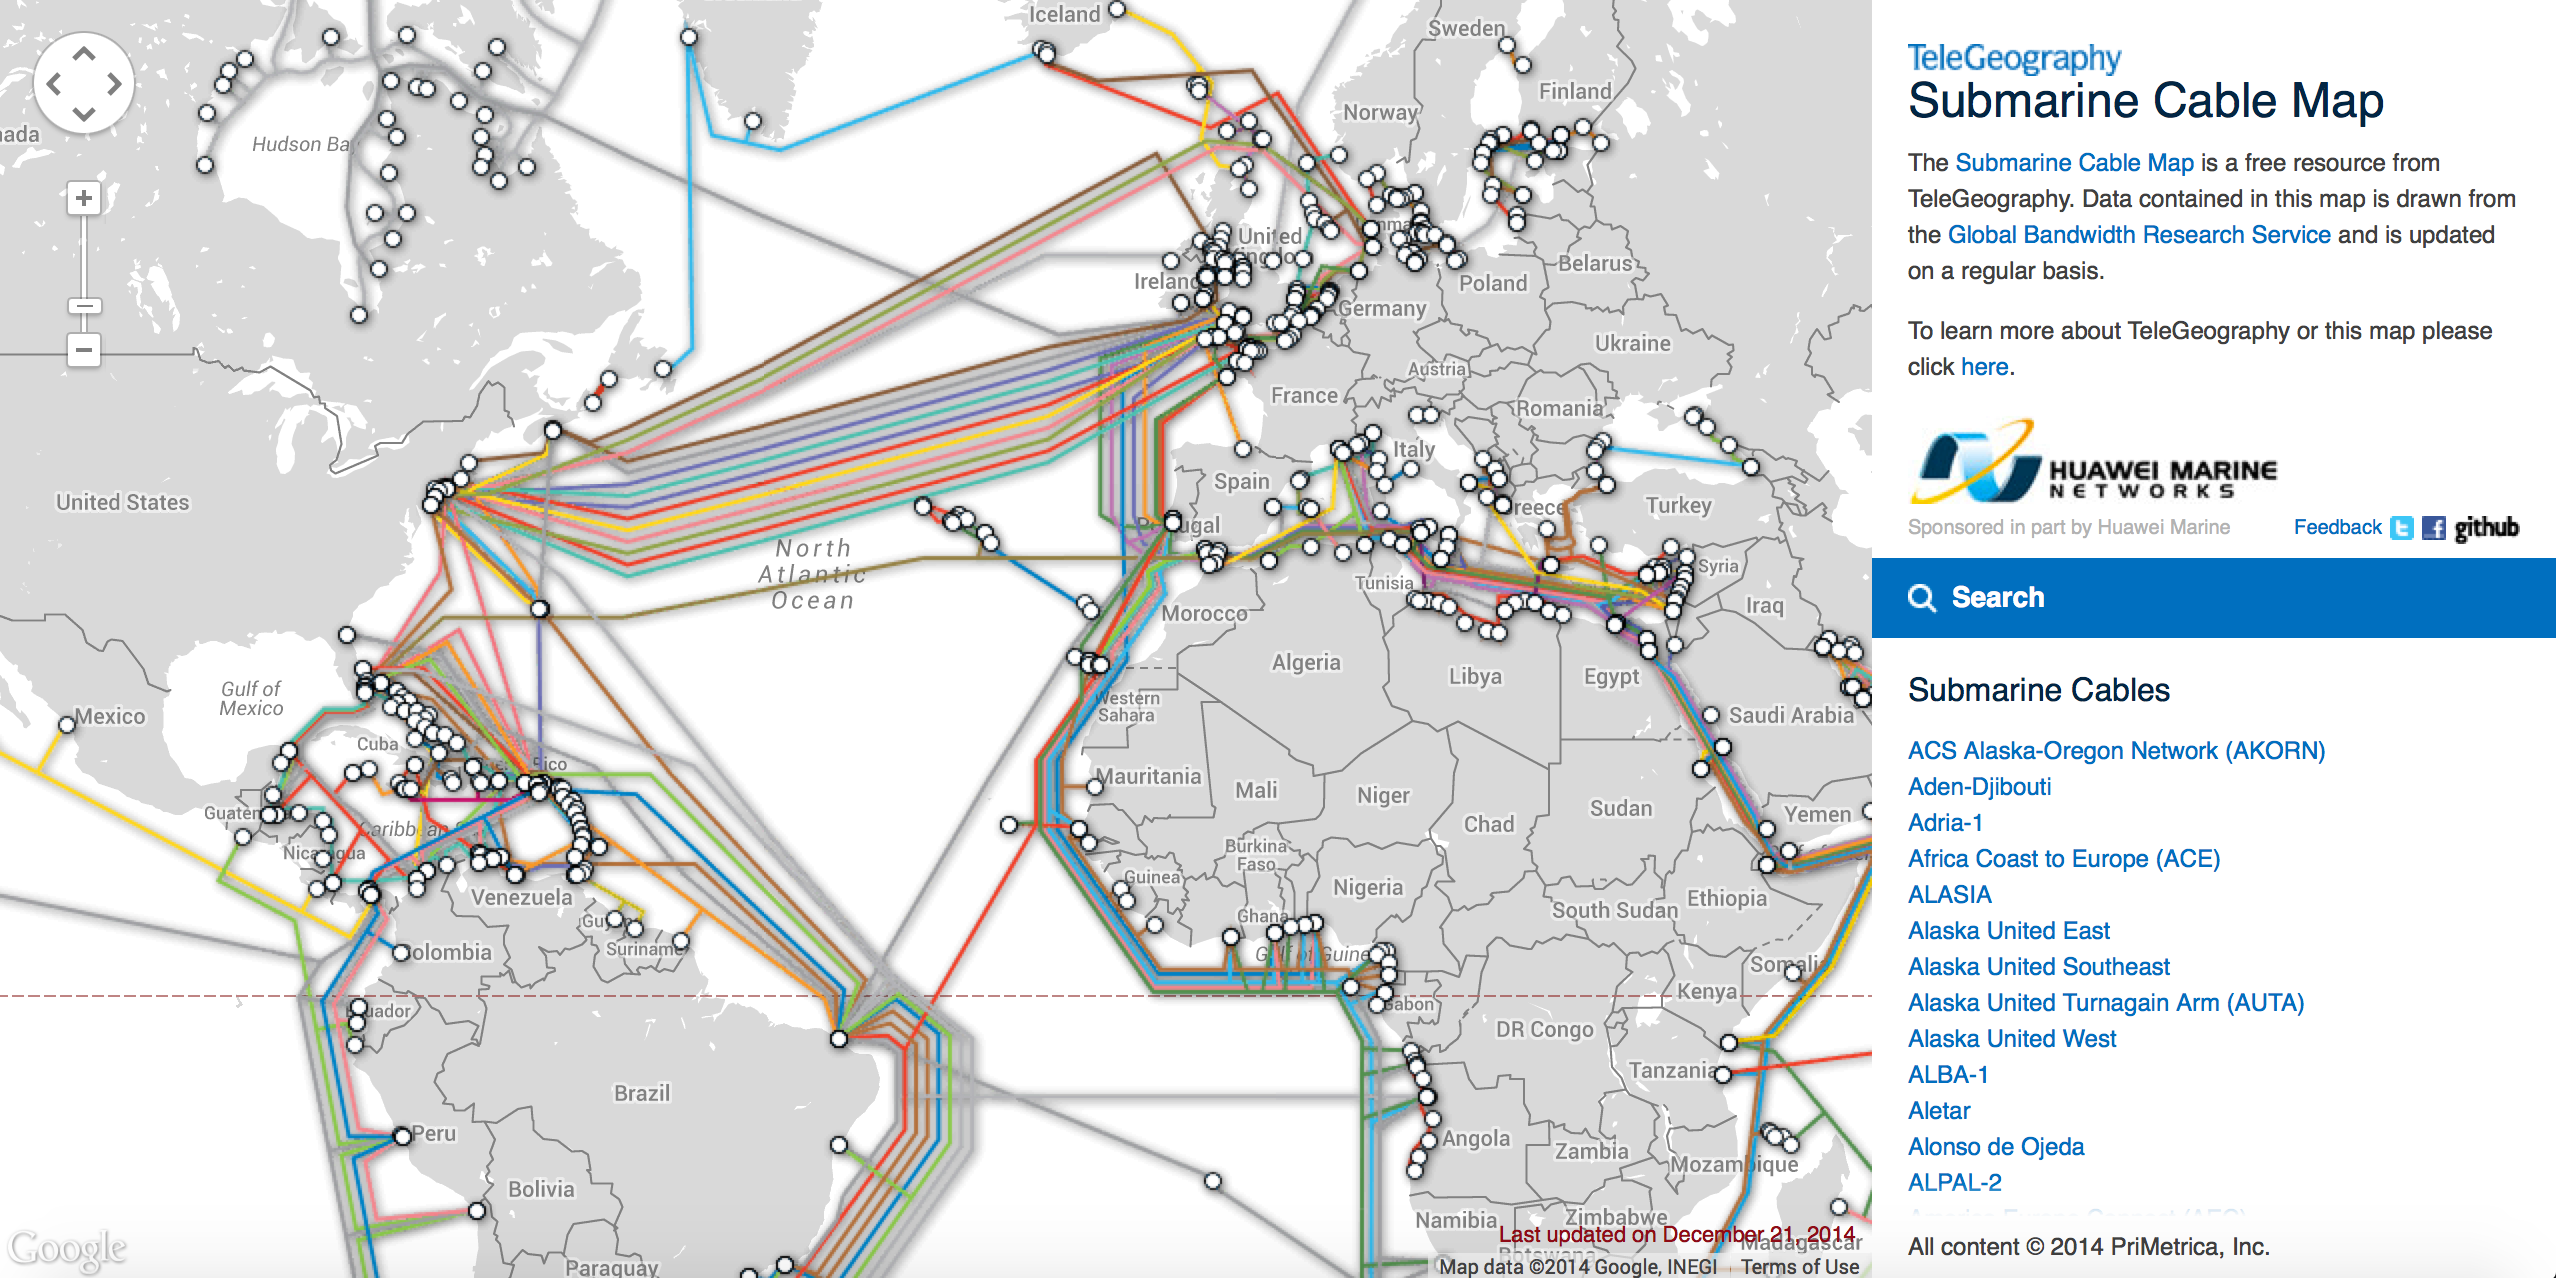 Iceland
Sweden
Finland
Norway
nada
Hudson Ba
United
Kingdom
Ireland
Belarus
Poland
Germany
Ukraine
Austria
France
Romania
Italy
Spain
Portugal
Greece
Turkey
United States
North
Atlantic
Ocean
Tunisia
Syria
Iraq
Morocco
Algeria
Libya
Egypt
Western
Sahara
Saudi Arabia
Gulf of
Mexico
Mexico
Cuba
Rico
Mauritania
Mali
Niger
Chad
Sudan
Yemen
Guatem
Caribbean S
Nicaragua
Burkina
Faso
Guinea
Nigeria
Ethiopia
South Sudan
Venezuela
Guy
Suriname
Ghana
Gulf of Guine
Colombia
Somali
Kenya
Gabon
Ecuador
DR Congo
Tanzania
Brazil
Peru
Angola
Zambia
Mozambique
Bolivia
Namibia
Zimbabwe
Botswana
Madagascar
Paraguay
Google
Last updated on December 21, 2014.
Map data ©2014 Google, INEGI
Terms of Use
TeleGeography
Submarine Cable Map
The Submarine Cable Map is a free resource from
TeleGeography. Data contained in this map is drawn from
the Global Bandwidth Research Service and is updated
on a regular basis.
To learn more about TeleGeography or this map please
click here.
HUAWEI MARINE
NETWORKS
Sponsored in part by Huawei Marine
Feedback
github
Search
Submarine Cables
ACS Alaska-Oregon Network (AKORN)
Aden-Djibouti
Adria-1
Africa Coast to Europe (ACE)
ALASIA
Alaska United East
Alaska United Southeast
Alaska United Turnagain Arm (AUTA)
Alaska United West
ALBA-1
Aletar
Alonso de Ojeda
ALPAL-2
All content © 2014 PriMetrica, Inc.